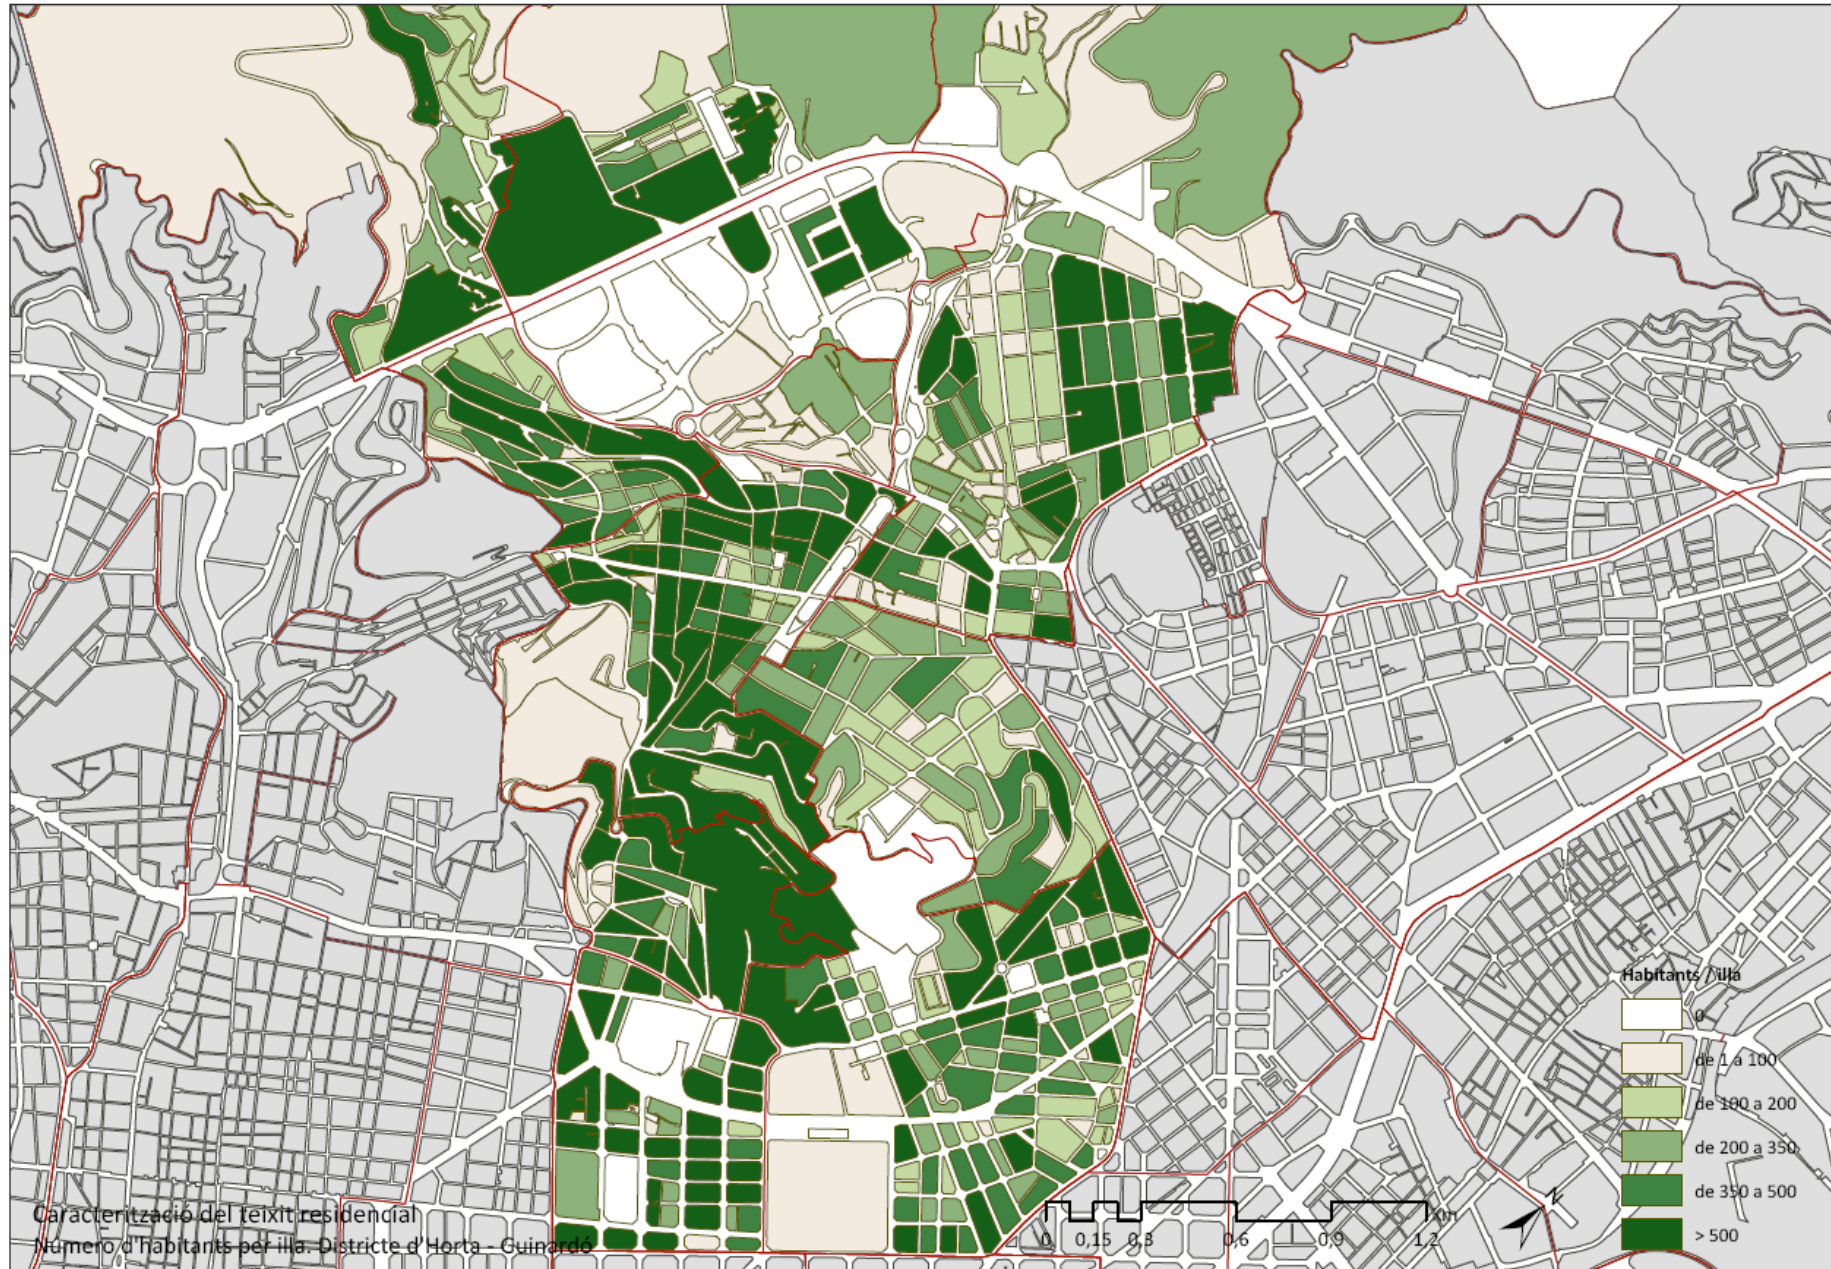 Habitants / illa
0
de 1 a 100
de 100 a 200
de 200 a 350
de 350 a 500
> 500
N
Km
0 0,15 0,3 0,6 0,9 1,2
Caracterització del teixit residencial
Número d'habitants per illa. Districte d'Horta - Guinardó